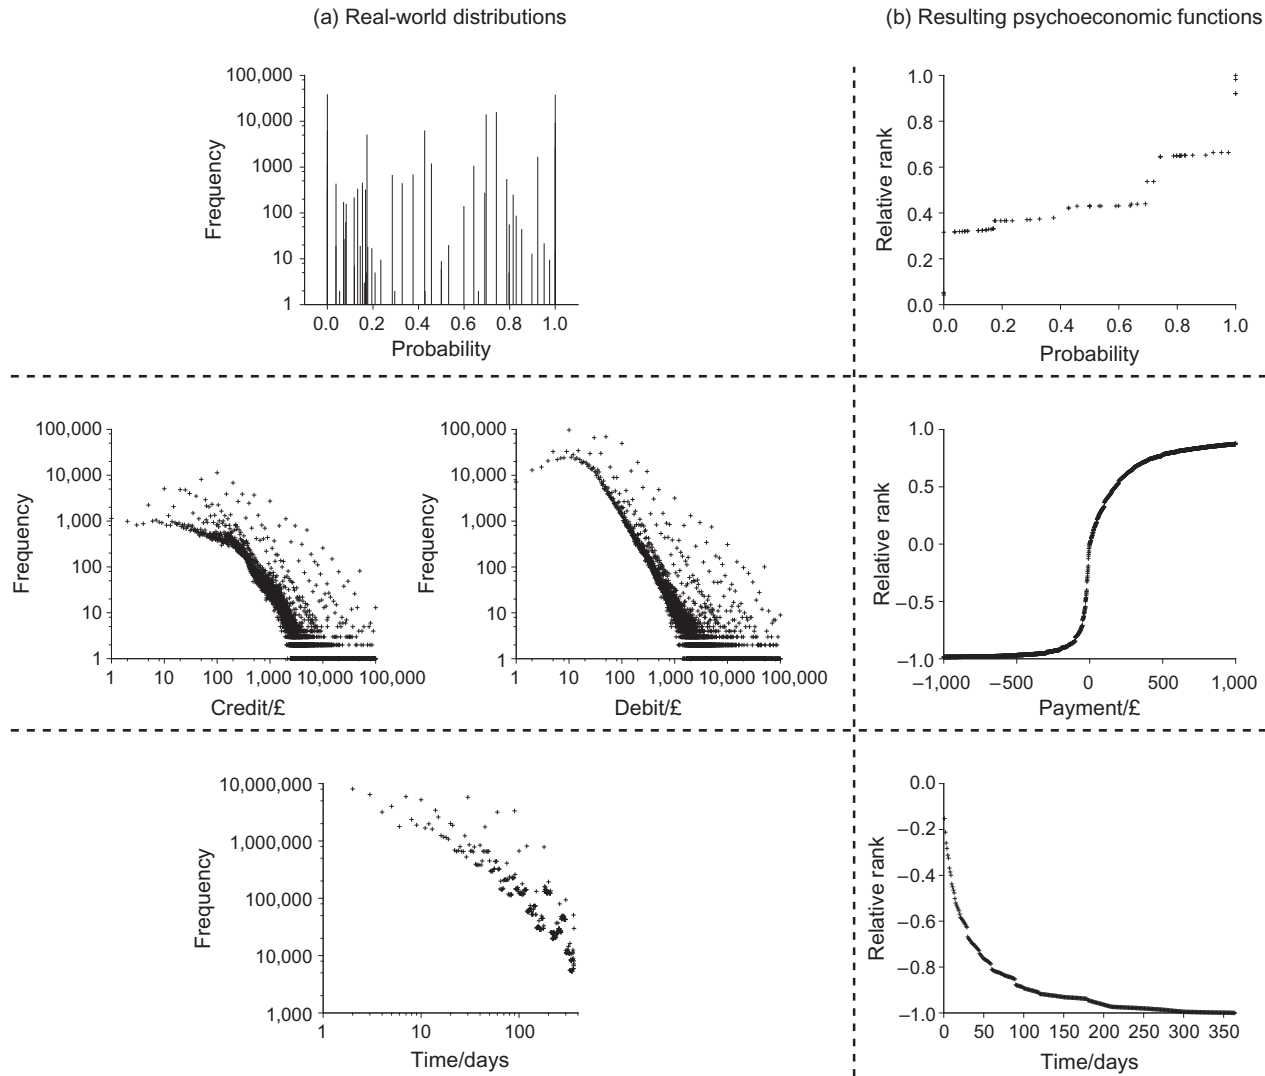 (a) Real-world distributions
(b) Resulting psychoeconomic functions
Frequency
100,000
10,000
1000
100
10
1
0.0 0.2 0.4 0.6 0.8 1.0
Probability
Relative rank
1.0
0.8
0.6
0.4
0.2
0.0
0.0 0.2 0.4 0.6 0.8 1.0
Probability
Frequency
100,000
10,000
1,000
100
10
1
1 10 100 1,000 10,000 100,000
Credit/£
Frequency
100,000
10,000
1,000
100
10
1
1 10 100 1,000 10,000 100,000
Debit/£
Relative rank
1.0
0.5
0.0
–0.5
–1.0
–1,000 –500 0 500 1,000
Payment/£
Frequency
10,000,000
1,000,000
100,000
10,000
1,000
1 10 100
Time/days
Relative rank
0.0
–0.2
–0.4
–0.6
–0.8
–1.0
0 50 100 150 200 250 300 350
Time/days